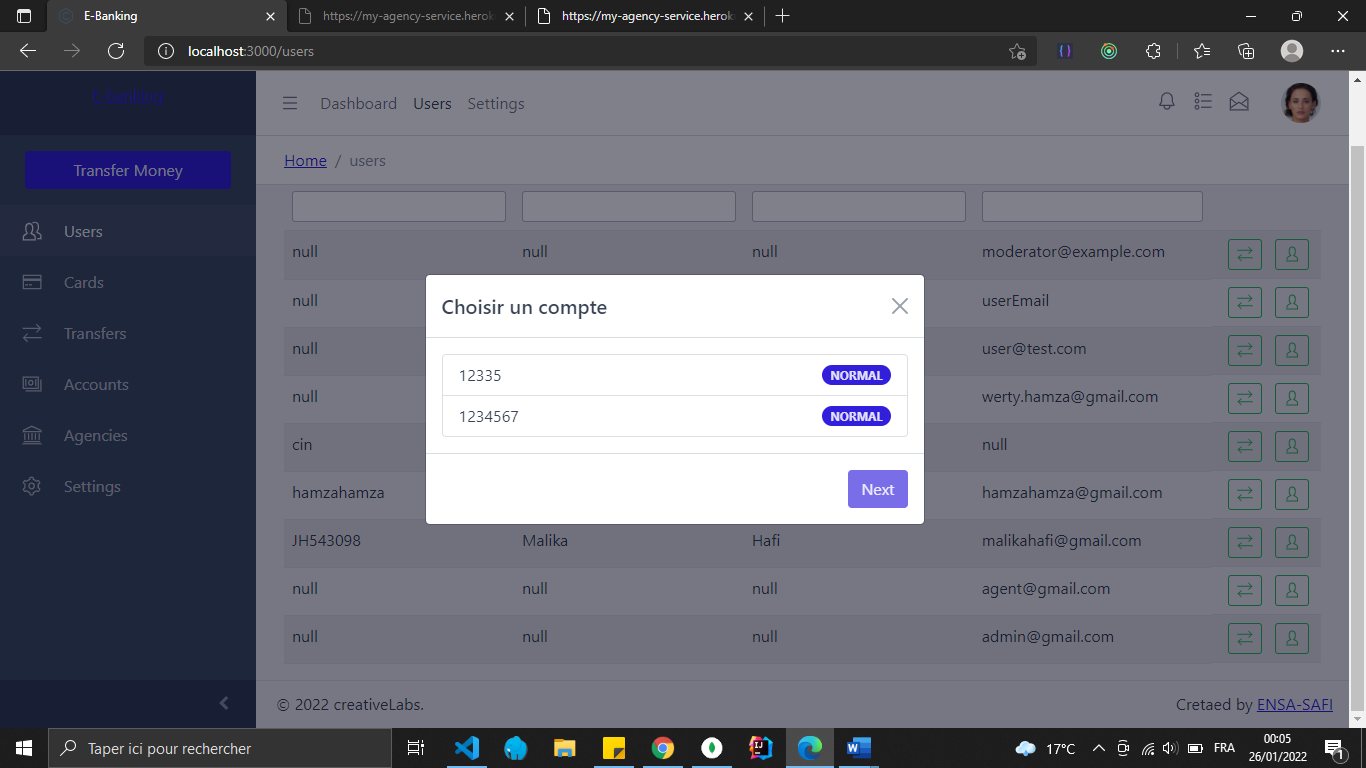 E-Banking
https://my-agency-service.herok
https://my-agency-service.herok
localhost:3000/users
E-banking
Dashboard Users Settings
Transfer Money
Home / users
Users
Cards
Transfers
Accounts
Agencies
Settings
null null null moderator@example.com
null userEmail
null user@test.com
null werty.hamza@gmail.com
cin null
hamzahamza hamzahamza@gmail.com
JH543098 Malika Hafi malikahafi@gmail.com
null null null agent@gmail.com
null null null admin@gmail.com
Choisir un compte
12335 NORMAL
1234567 NORMAL
Next
© 2022 creativeLabs. Cretaed by ENSA-SAFI
Taper ici pour rechercher
17°C FRA
00:05
26/01/2022
1